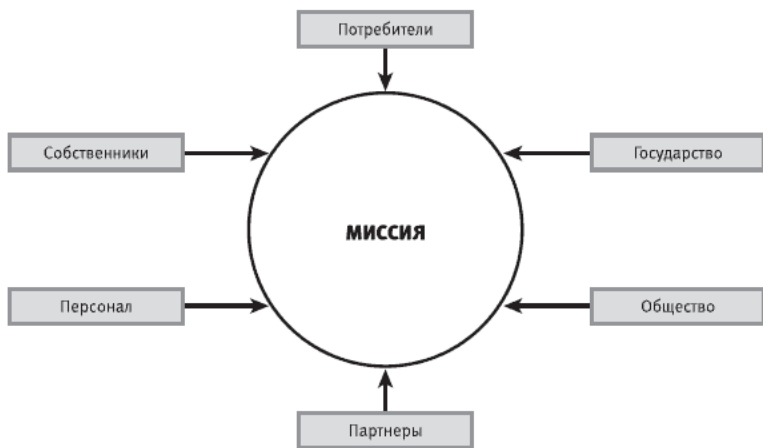 Потребители
Собственники
Государство
МИССИЯ
Персонал
Общество
Партнеры